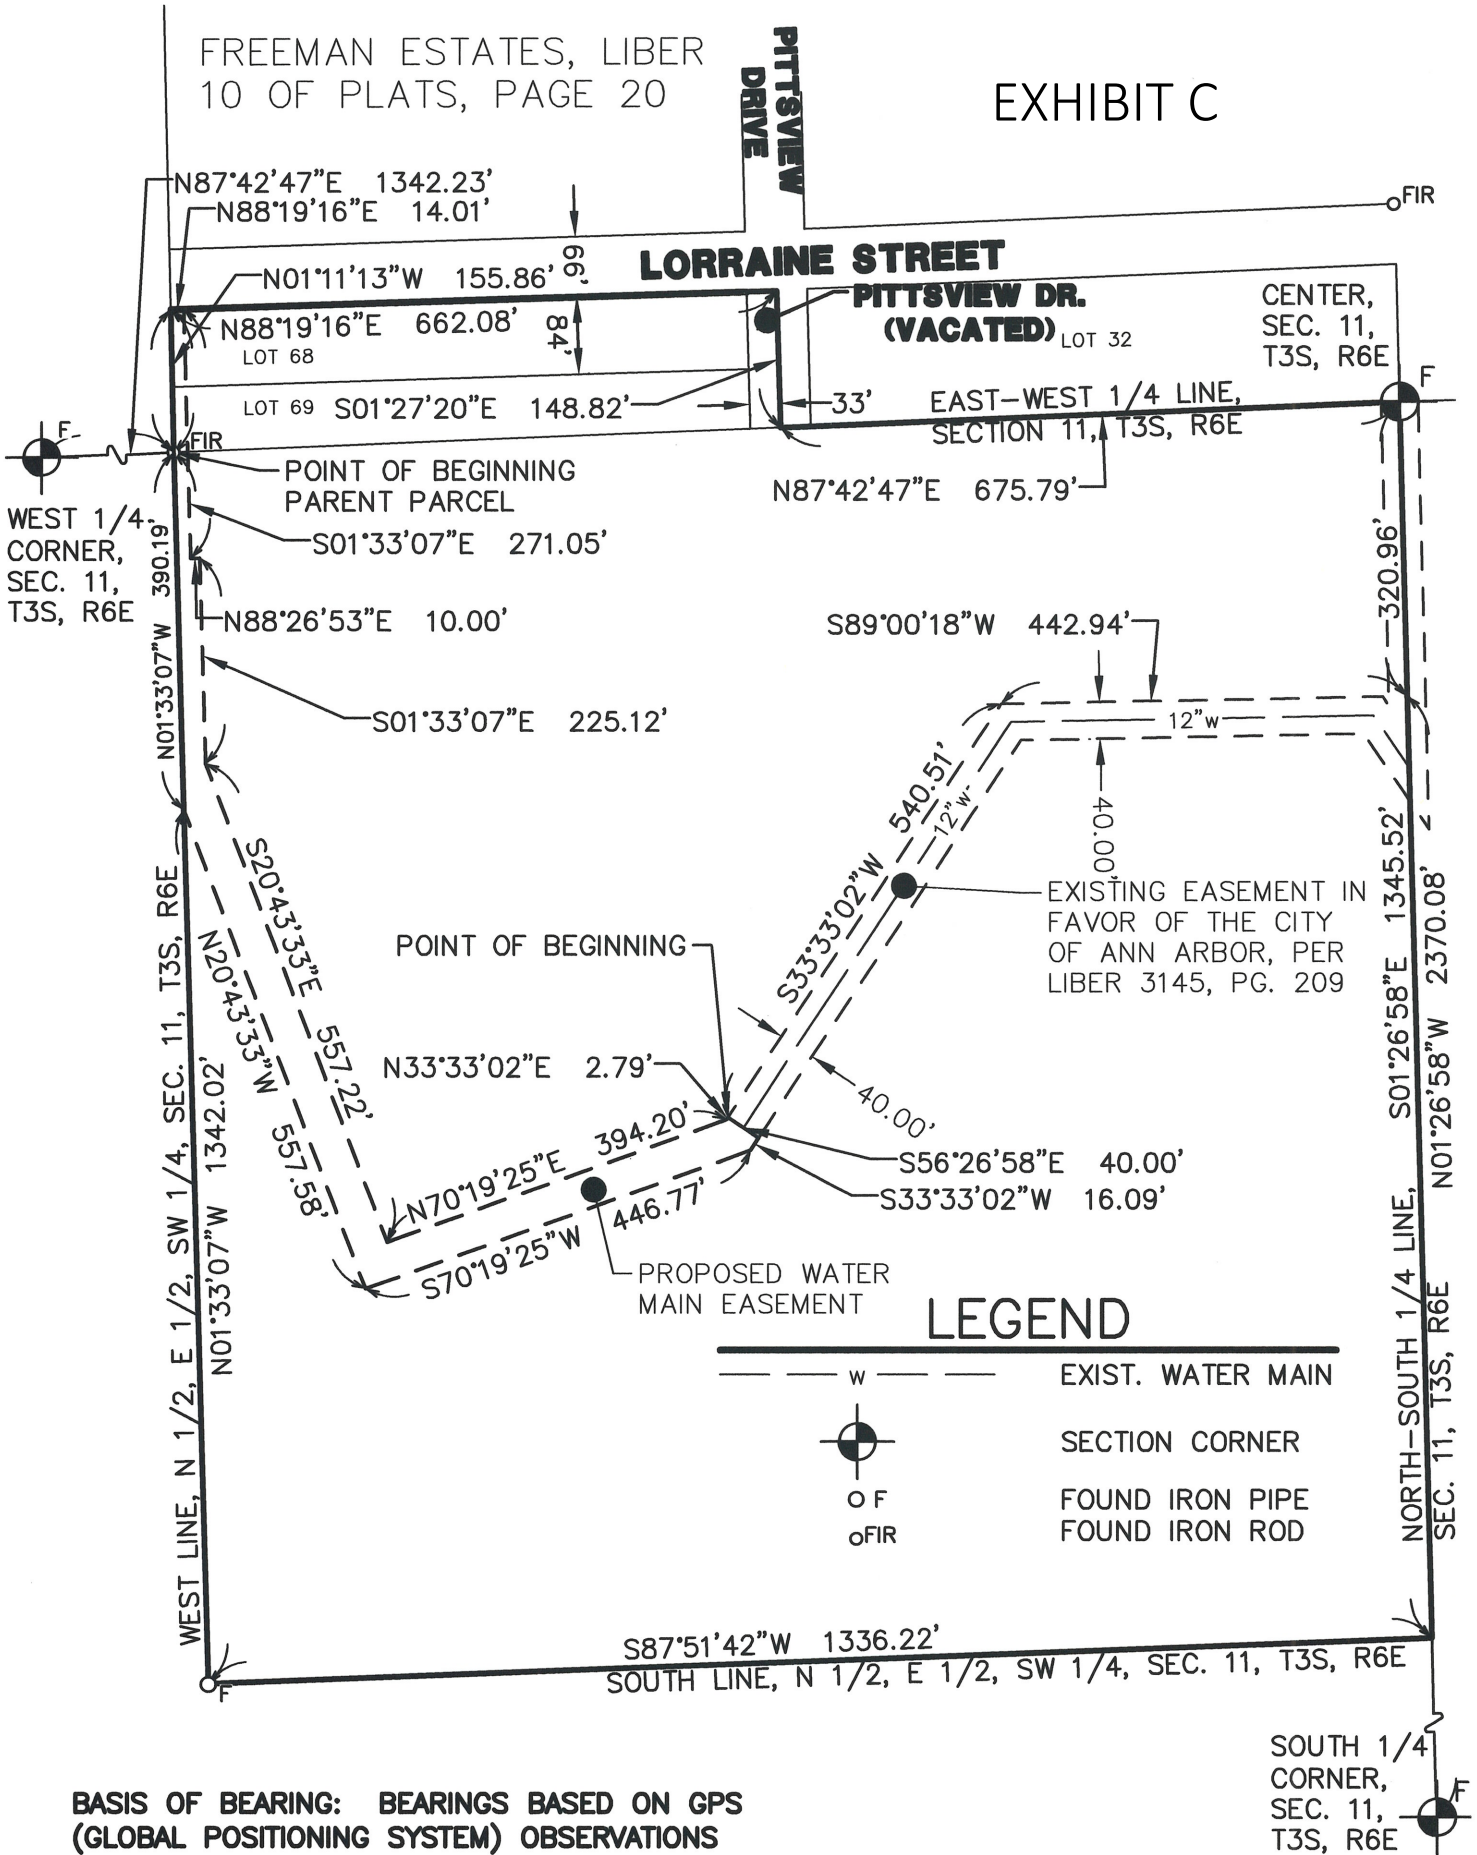 FREEMAN ESTATES, LIBER
10 OF PLATS, PAGE 20
PITTSVIEW
DRIVE
EXHIBIT C
N87°42'47"E 1342.23'
N88°19'16"E 14.01'
FIR
66'
LORRAINE STREET
N01°11'13"W 155.86'
PITTSVIEW DR.
(VACATED)
LOT 32
CENTER,
SEC. 11,
T3S, R6E
N88°19'16"E 662.08'
84'
LOT 68
F
LOT 69
S01°27'20"E 148.82'
33'
EAST-WEST 1/4 LINE,
SECTION 11, T3S, R6E
F
FIR
POINT OF BEGINNING
PARENT PARCEL
N87°42'47"E 675.79'
WEST 1/4
CORNER,
SEC. 11,
T3S, R6E
N01°33'07"W 390.19'
S01°33'07"E 271.05'
320.96'
N88°26'53"E 10.00'
S89°00'18"W 442.94'
S01°33'07"E 225.12'
12"W
540.51'
12"W
40.00'
S33°33'02"W
EXISTING EASEMENT IN
FAVOR OF THE CITY
OF ANN ARBOR, PER
LIBER 3145, PG. 209
S20°43'33"E 557.22'
N20°43'33"W 557.58'
POINT OF BEGINNING
N33°33'02"E 2.79'
40.00'
S56°26'58"E 40.00'
S33°33'02"W 16.09'
N70°19'25"E 394.20'
S70°19'25"W 446.77'
PROPOSED WATER
MAIN EASEMENT
WEST LINE, N 1/2, E 1/2, SW 1/4, SEC. 11, T3S, R6E
N01°33'07"W 1342.02'
S01°26'58"E 1345.52'
N01°26'58"W 2370.08'
NORTH-SOUTH 1/4 LINE,
SEC. 11, T3S, R6E
LEGEND
W
EXIST. WATER MAIN
SECTION CORNER
F
FOUND IRON PIPE
FIR
FOUND IRON ROD
S87°51'42"W 1336.22'
SOUTH LINE, N 1/2, E 1/2, SW 1/4, SEC. 11, T3S, R6E
F
SOUTH 1/4
CORNER,
SEC. 11,
T3S, R6E
F
BASIS OF BEARING: BEARINGS BASED ON GPS
(GLOBAL POSITIONING SYSTEM) OBSERVATIONS